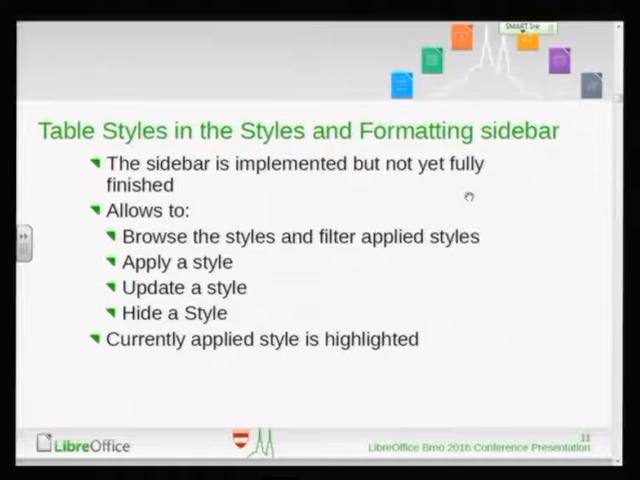 SMART Ink
Table Styles in the Styles and Formatting sidebar
The sidebar is implemented but not yet fully
finished
Allows to:
Browse the styles and filter applied styles
Apply a style
Update a style
Hide a Style
Currently applied style is highlighted
11
LibreOffice
LibreOffice Brno 2016 Conference Presentation